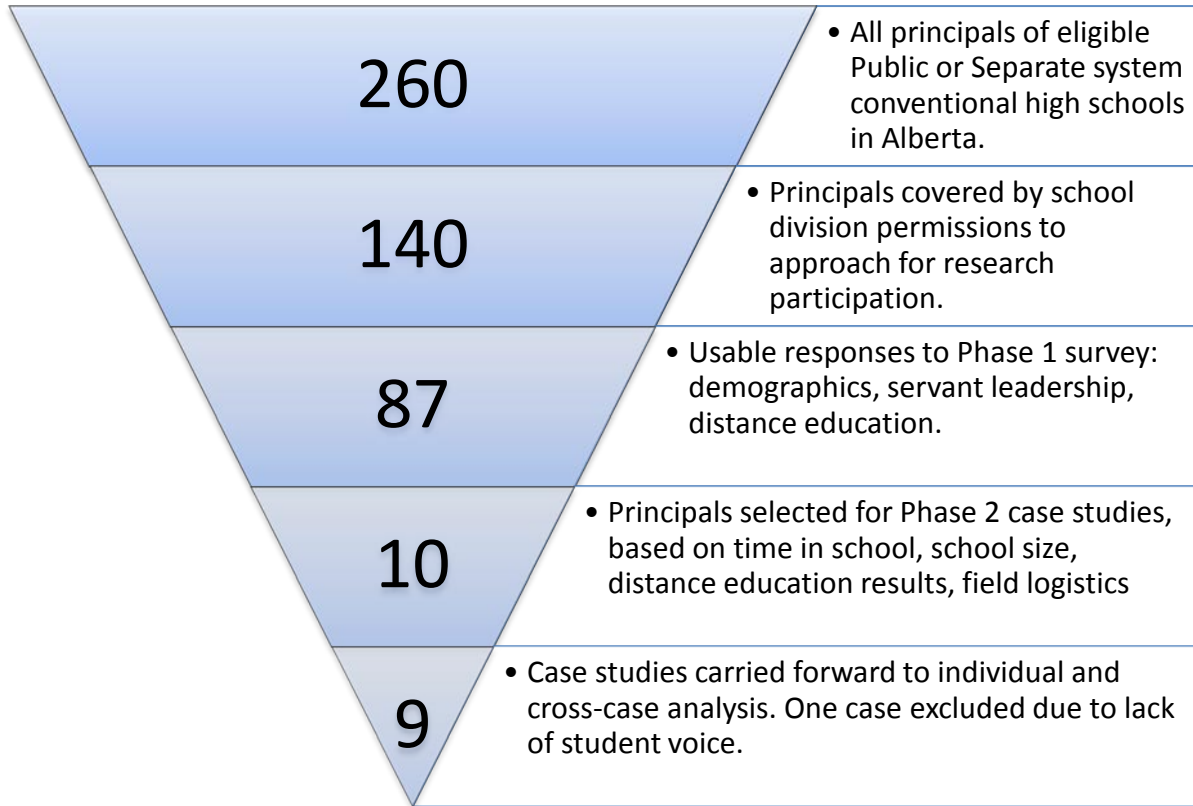 260
• All principals of eligible
Public or Separate system
conventional high schools
in Alberta.
140
• Principals covered by school
division permissions to
approach for research
participation.
87
• Usable responses to Phase 1 survey:
demographics, servant leadership,
distance education.
10
• Principals selected for Phase 2 case studies,
based on time in school, school size,
distance education results, field logistics
9
• Case studies carried forward to individual and
cross-case analysis. One case excluded due to lack
of student voice.